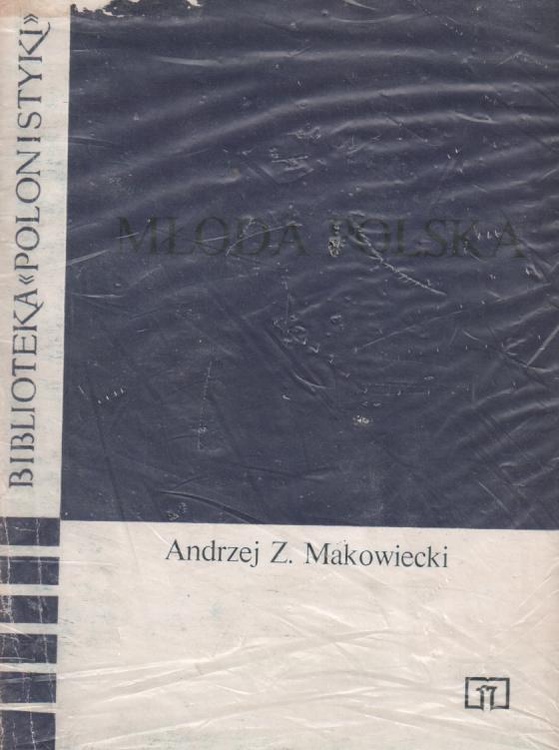 BIBLIOTEKA «POLONISTYKI»
MŁODA POLSKA
Andrzej Z. Makowiecki